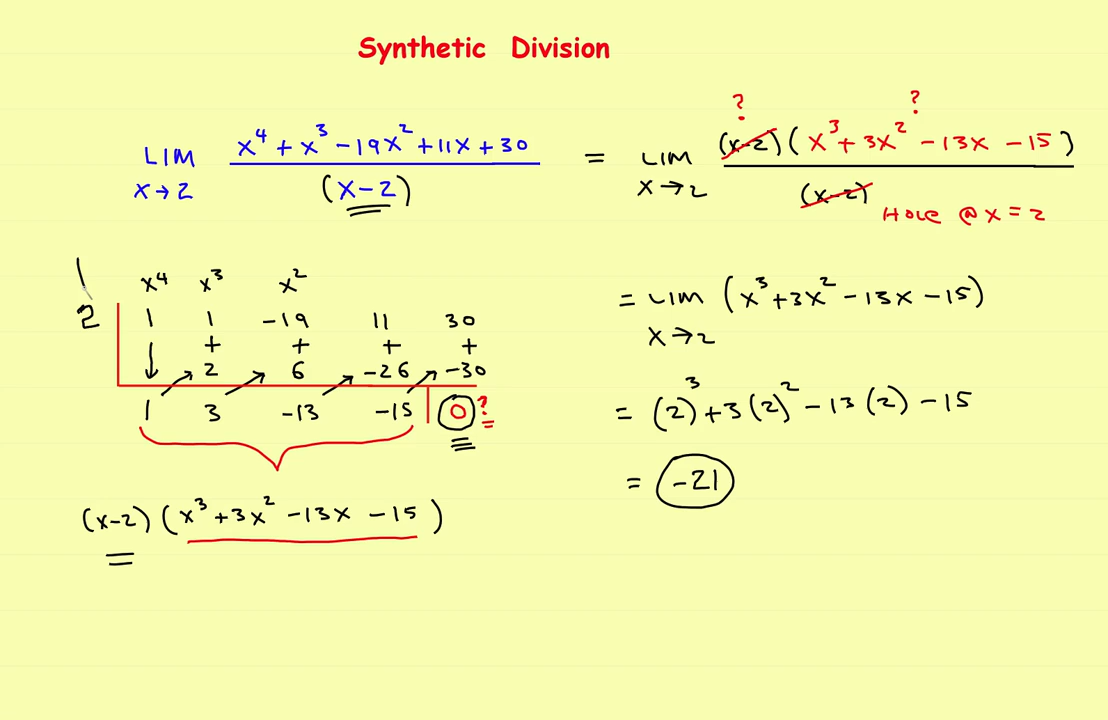 Synthetic Division
LIM x→2 x⁴ + x³ - 19x² + 11x + 30 / (x-2)
= LIM x→2 (x-2) ( x³ + 3x² - 13x - 15 ) / (x-2)
? ?
Hole @ x = 2
x⁴ x³ x²
2 1 1 -19 11 30
+ + + +
2 6 -26 -30
1 3 -13 -15 0 ?
(x-2) ( x³ + 3x² - 13x - 15 )
= LIM x→2 ( x³ + 3x² - 13x - 15 )
= (2)³ + 3(2)² - 13(2) - 15
= -21